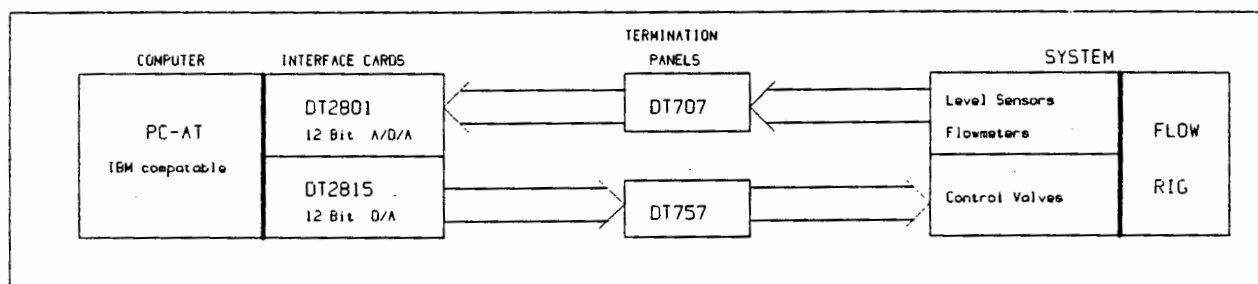 COMPUTER
INTERFACE CARDS
TERMINATION
PANELS
SYSTEM
PC-AT
IBM compatable
DT2801
12 Bit A/D/A
DT2815
12 Bit D/A
DT707
DT757
Level Sensors
Flowmeters
Control Valves
FLOW
RIG